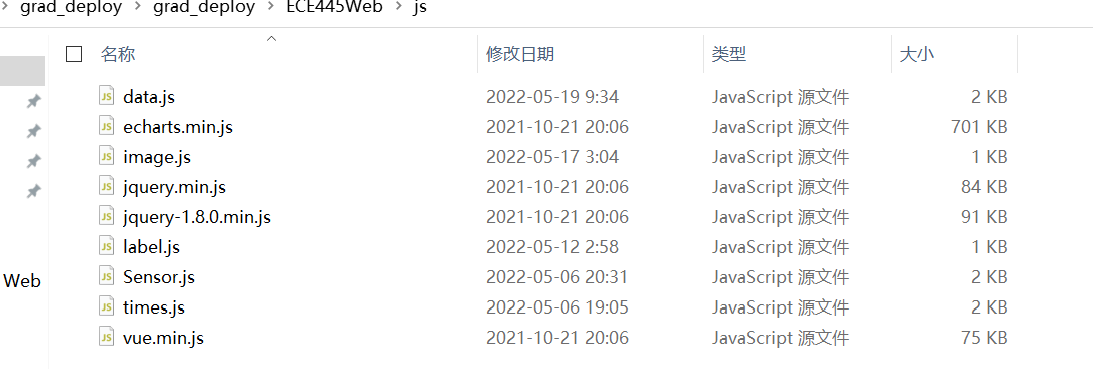 grad_deploy > grad_deploy > ECE445Web > js
名称 修改日期 类型 大小
data.js 2022-05-19 9:34 JavaScript 源文件 2 KB
echarts.min.js 2021-10-21 20:06 JavaScript 源文件 701 KB
image.js 2022-05-17 3:04 JavaScript 源文件 1 KB
jquery.min.js 2021-10-21 20:06 JavaScript 源文件 84 KB
jquery-1.8.0.min.js 2021-10-21 20:06 JavaScript 源文件 91 KB
label.js 2022-05-12 2:58 JavaScript 源文件 1 KB
Web Sensor.js 2022-05-06 20:31 JavaScript 源文件 2 KB
times.js 2022-05-06 19:05 JavaScript 源文件 2 KB
vue.min.js 2021-10-21 20:06 JavaScript 源文件 75 KB